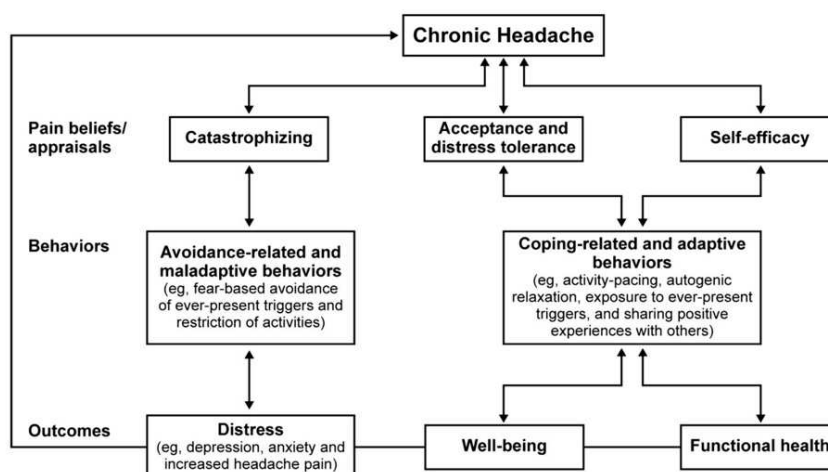 Chronic Headache
Pain beliefs/
appraisals
Catastrophizing
Acceptance and
distress tolerance
Self-efficacy
Behaviors
Avoidance-related and
maladaptive behaviors
(eg, fear-based avoidance
of ever-present triggers and
restriction of activities)
Coping-related and adaptive
behaviors
(eg, activity-pacing, autogenic
relaxation, exposure to ever-present
triggers, and sharing positive
experiences with others)
Outcomes
Distress
(eg, depression, anxiety and
increased headache pain)
Well-being
Functional health